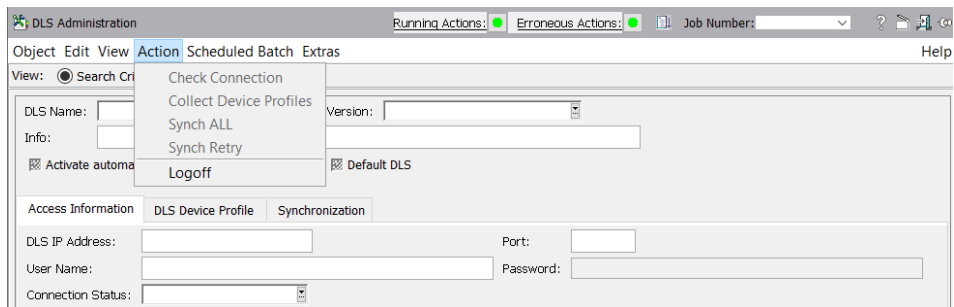 DLS Administration Running Actions: Erroneous Actions: Job Number:
Object Edit View Action Scheduled Batch Extras Help
View: Search Cri
Check Connection
Collect Device Profiles
Synch ALL
Synch Retry
Logoff
DLS Name: Version:
Info:
Activate automa Default DLS
Access Information DLS Device Profile Synchronization
DLS IP Address: Port:
User Name: Password:
Connection Status: